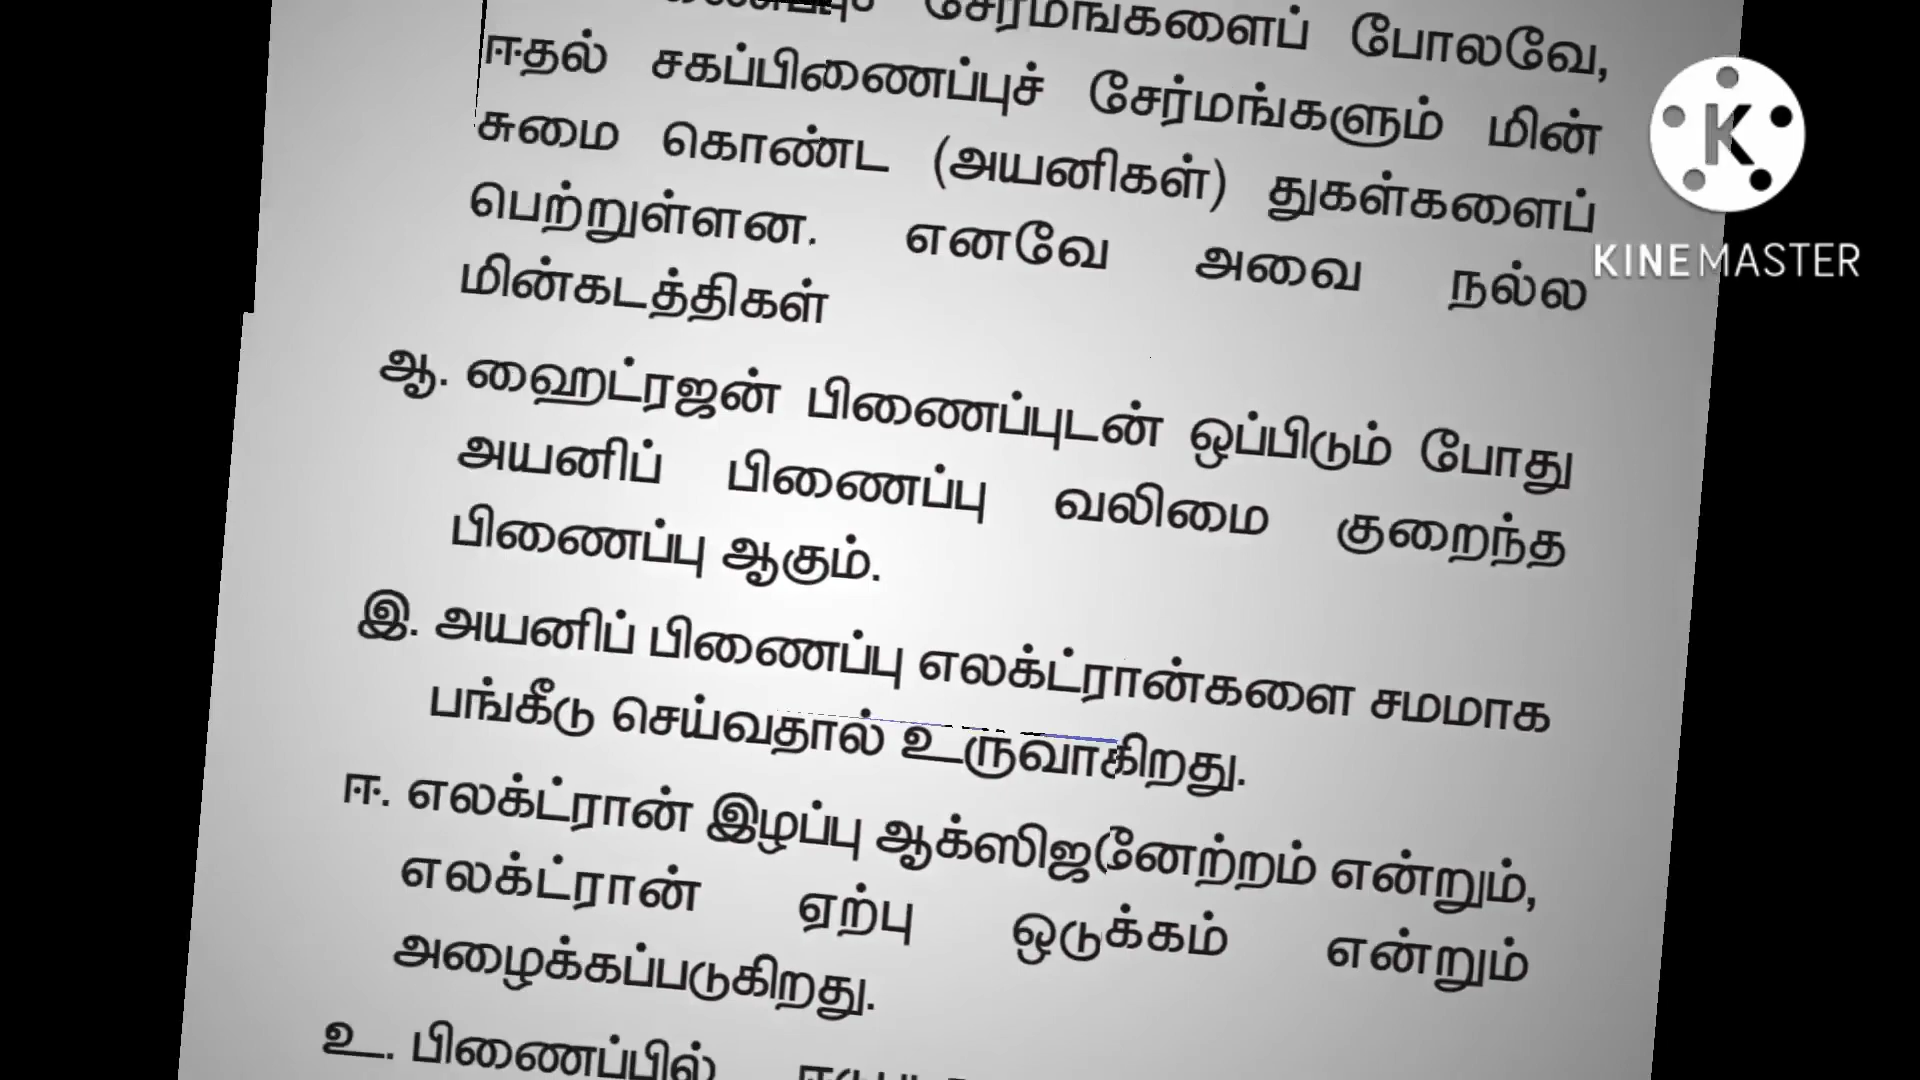 சேர்மங்களைப் போலவே,
ஈதல் சகப்பிணைப்புச் சேர்மங்களும் மின்
சுமை கொண்ட (அயனிகள்) துகள்களைப்
பெற்றுள்ளன. எனவே அவை நல்ல
மின்கடத்திகள்
ஆ. ஹைட்ரஜன் பிணைப்புடன் ஒப்பிடும் போது
அயனிப் பிணைப்பு வலிமை குறைந்த
பிணைப்பு ஆகும்.
இ. அயனிப் பிணைப்பு எலக்ட்ரான்களை சமமாக
பங்கீடு செய்வதால் உருவாகிறது.
ஈ. எலக்ட்ரான் இழப்பு ஆக்ஸிஜனேற்றம் என்றும்,
எலக்ட்ரான் ஏற்பு ஒடுக்கம் என்றும்
அழைக்கப்படுகிறது.
உ. பிணைப்பில்
KINEMASTER